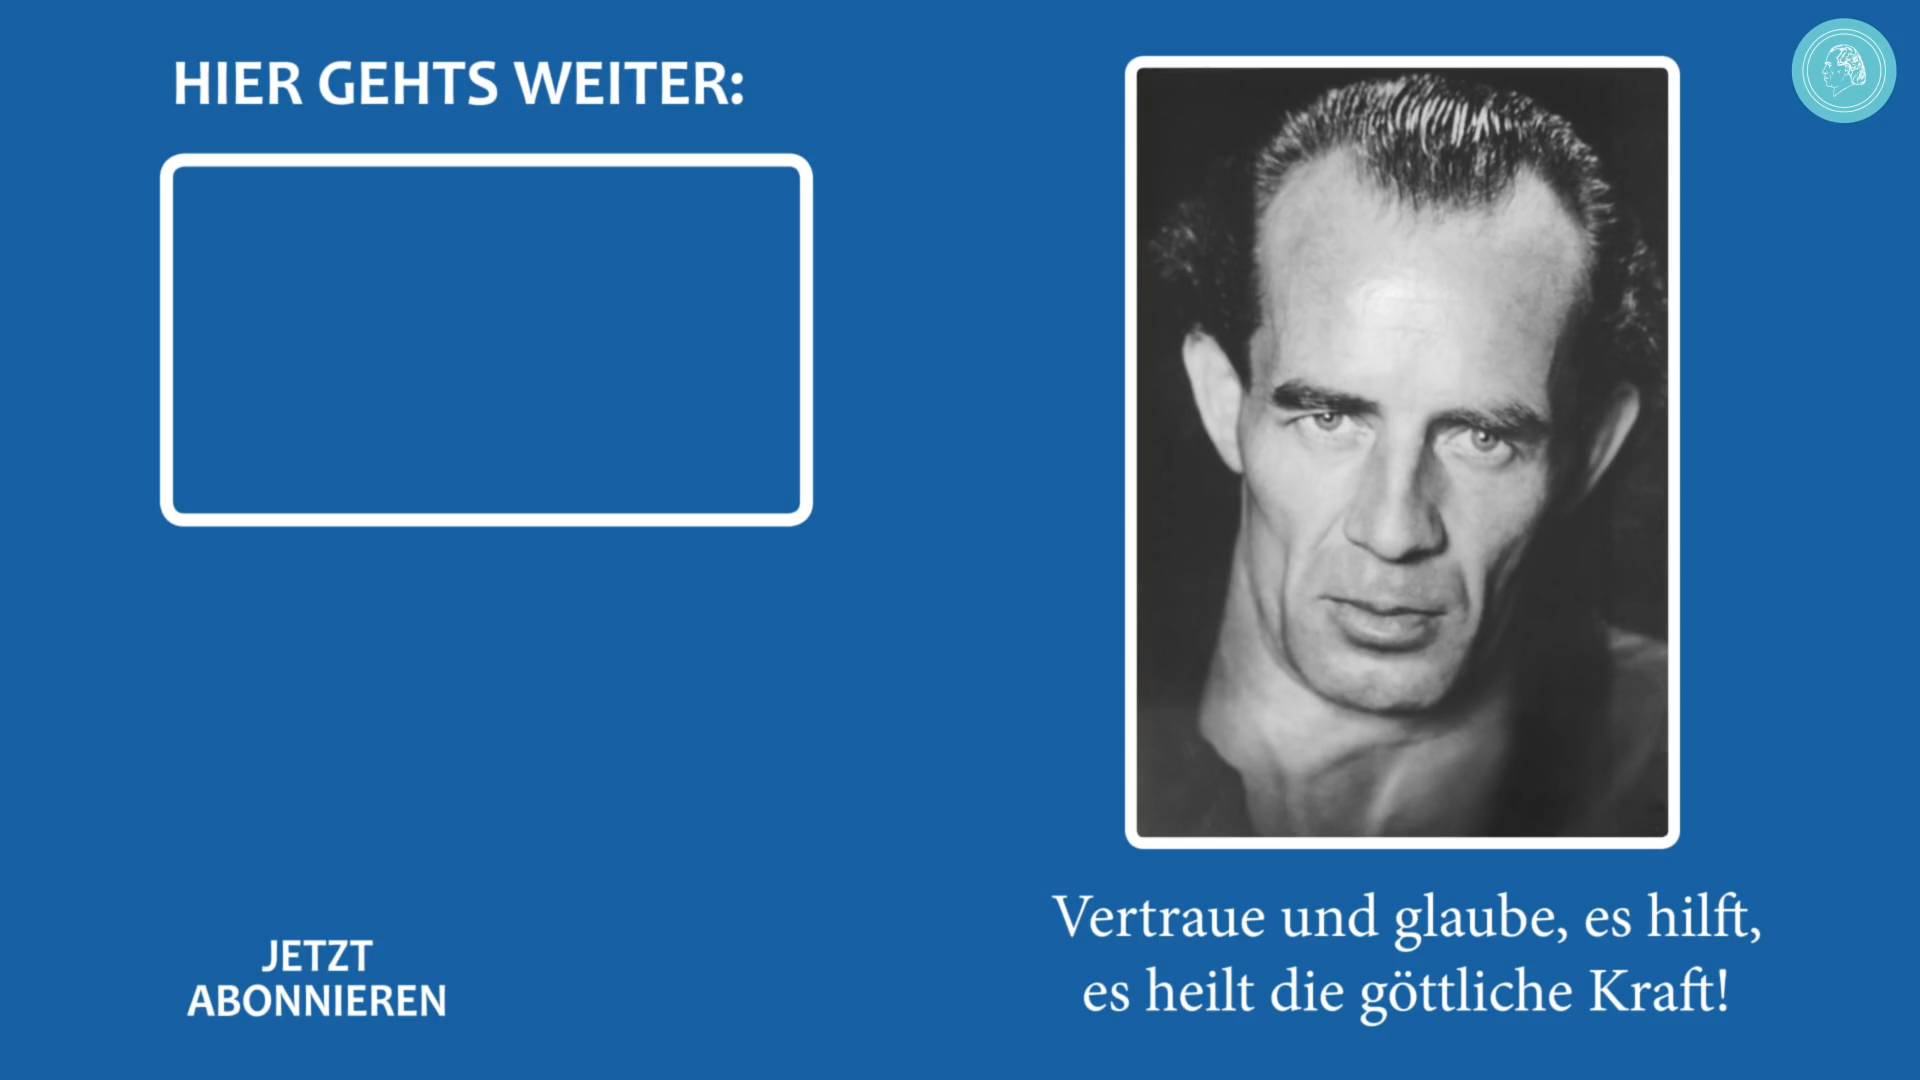 HIER GEHTS WEITER:
JETZT
ABONNIEREN
Vertraue und glaube, es hilft,
es heilt die göttliche Kraft!